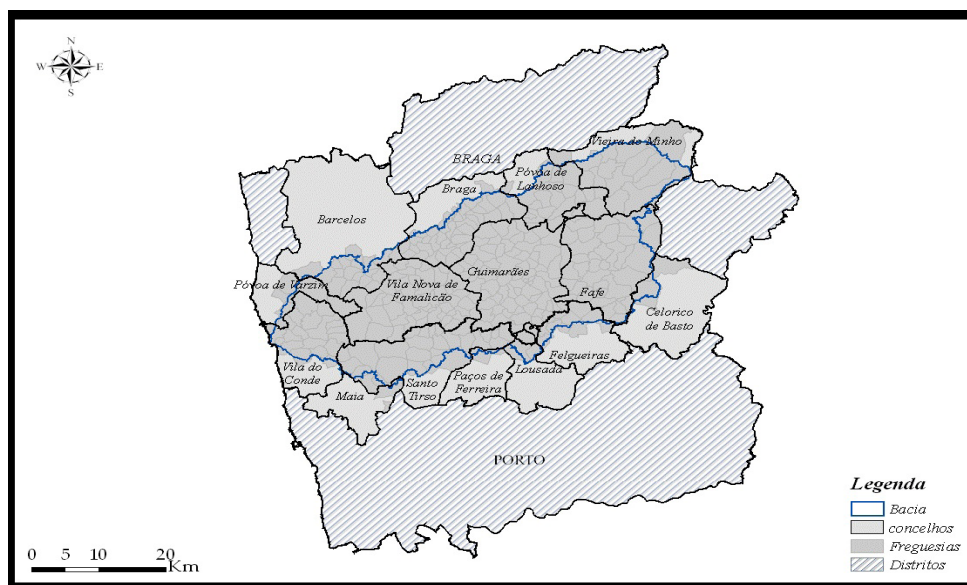 N
W E
S
BRAGA
Vieira do Minho
Póvoa de
Lanhoso
Braga
Barcelos
Guimarães
Póvoa de Varzim
Vila Nova de
Famalicão
Fafe
Celorico
de Basto
Felgueiras
Lousada
Vila do
Conde
Santo
Tirso
Paços de
Ferreira
Maia
PORTO
Legenda
Bacia
concelhos
Freguesias
Distritos
0 5 10 20
Km